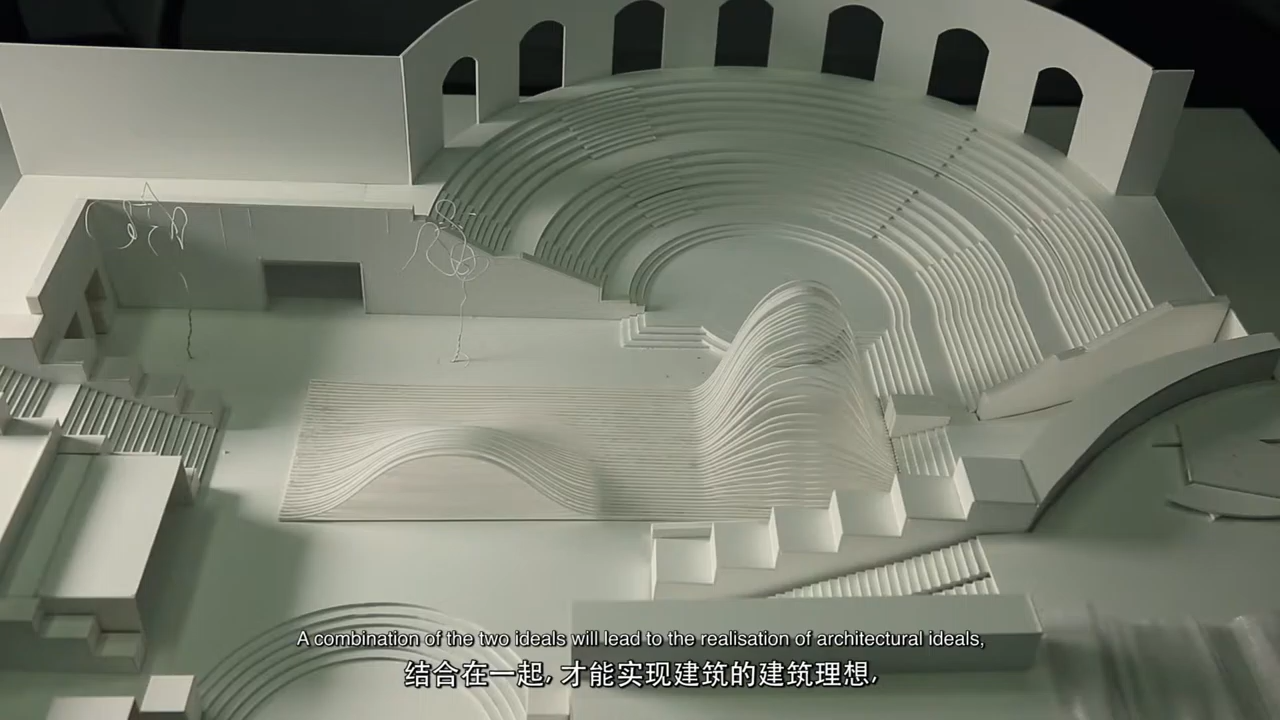 A combination of the two ideals will lead to the realisation of architectural ideals,
结合在一起，才能实现建筑的建筑理想，